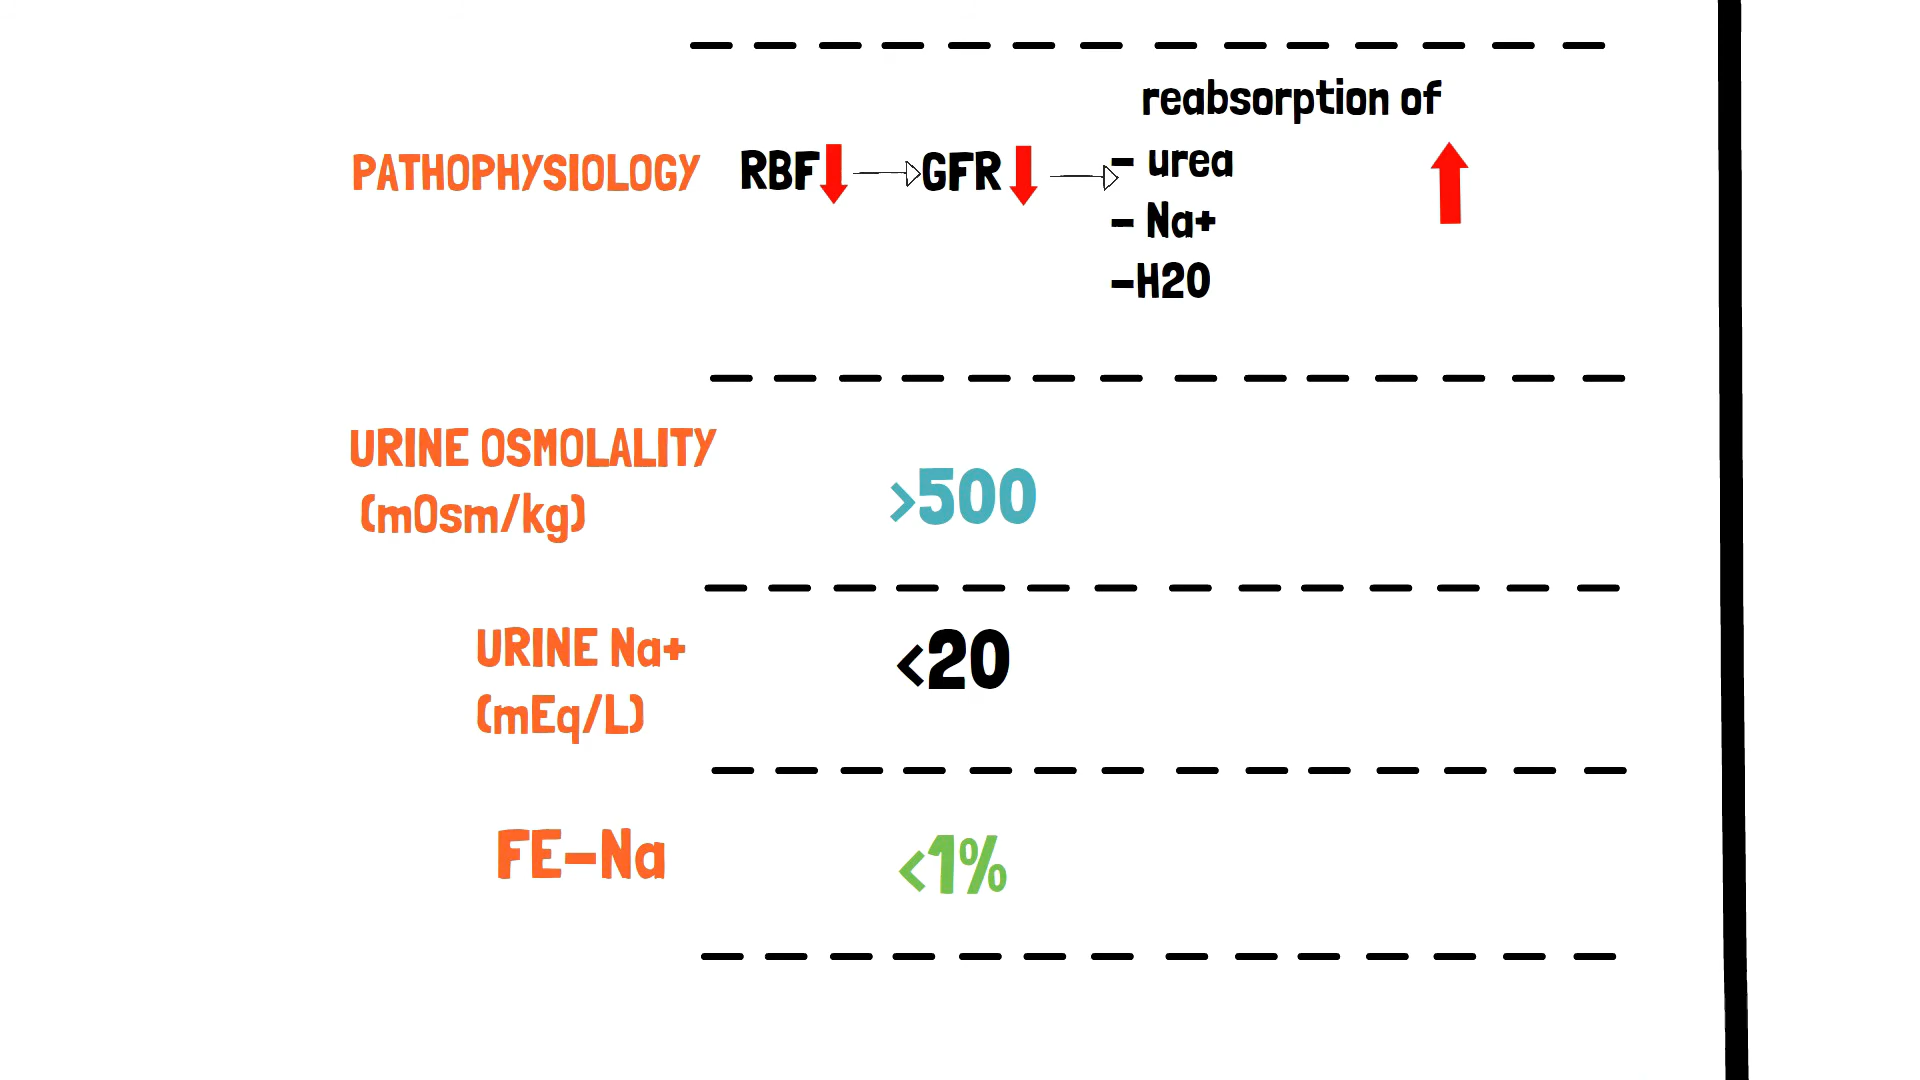 reabsorption of
PATHOPHYSIOLOGY RBF GFR - urea
- Na+
-H20
URINE OSMOLALITY
(mOsm/kg)
>500
URINE Na+
(mEq/L)
<20
FE-Na <1%